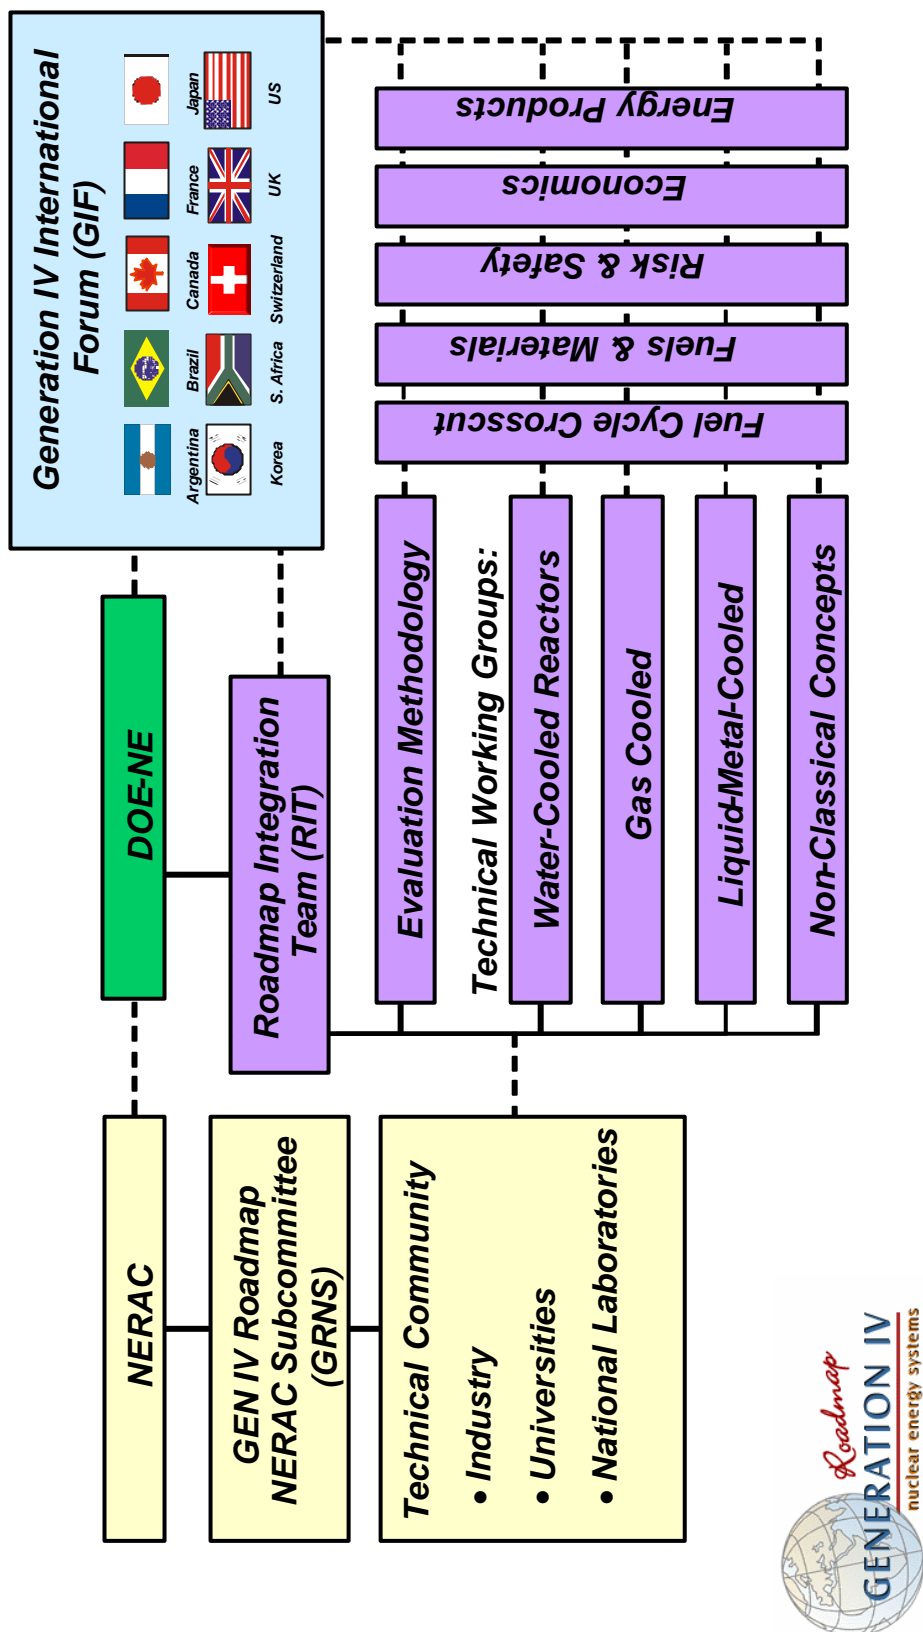 NERAC
DOE-NE
Generation IV International
Forum (GIF)
Argentina
Brazil
Canada
France
Japan
Korea
S. Africa
Switzerland
UK
US
GEN IV Roadmap
NERAC Subcommittee
(GRNS)
Roadmap Integration
Team (RIT)
Technical Community
• Industry
• Universities
• National Laboratories
Evaluation Methodology
Technical Working Groups:
Water-Cooled Reactors
Gas Cooled
Liquid-Metal-Cooled
Non-Classical Concepts
Fuel Cycle Crosscut
Fuels & Materials
Risk & Safety
Economics
Energy Products
Roadmap
GENERATION IV
nuclear energy systems